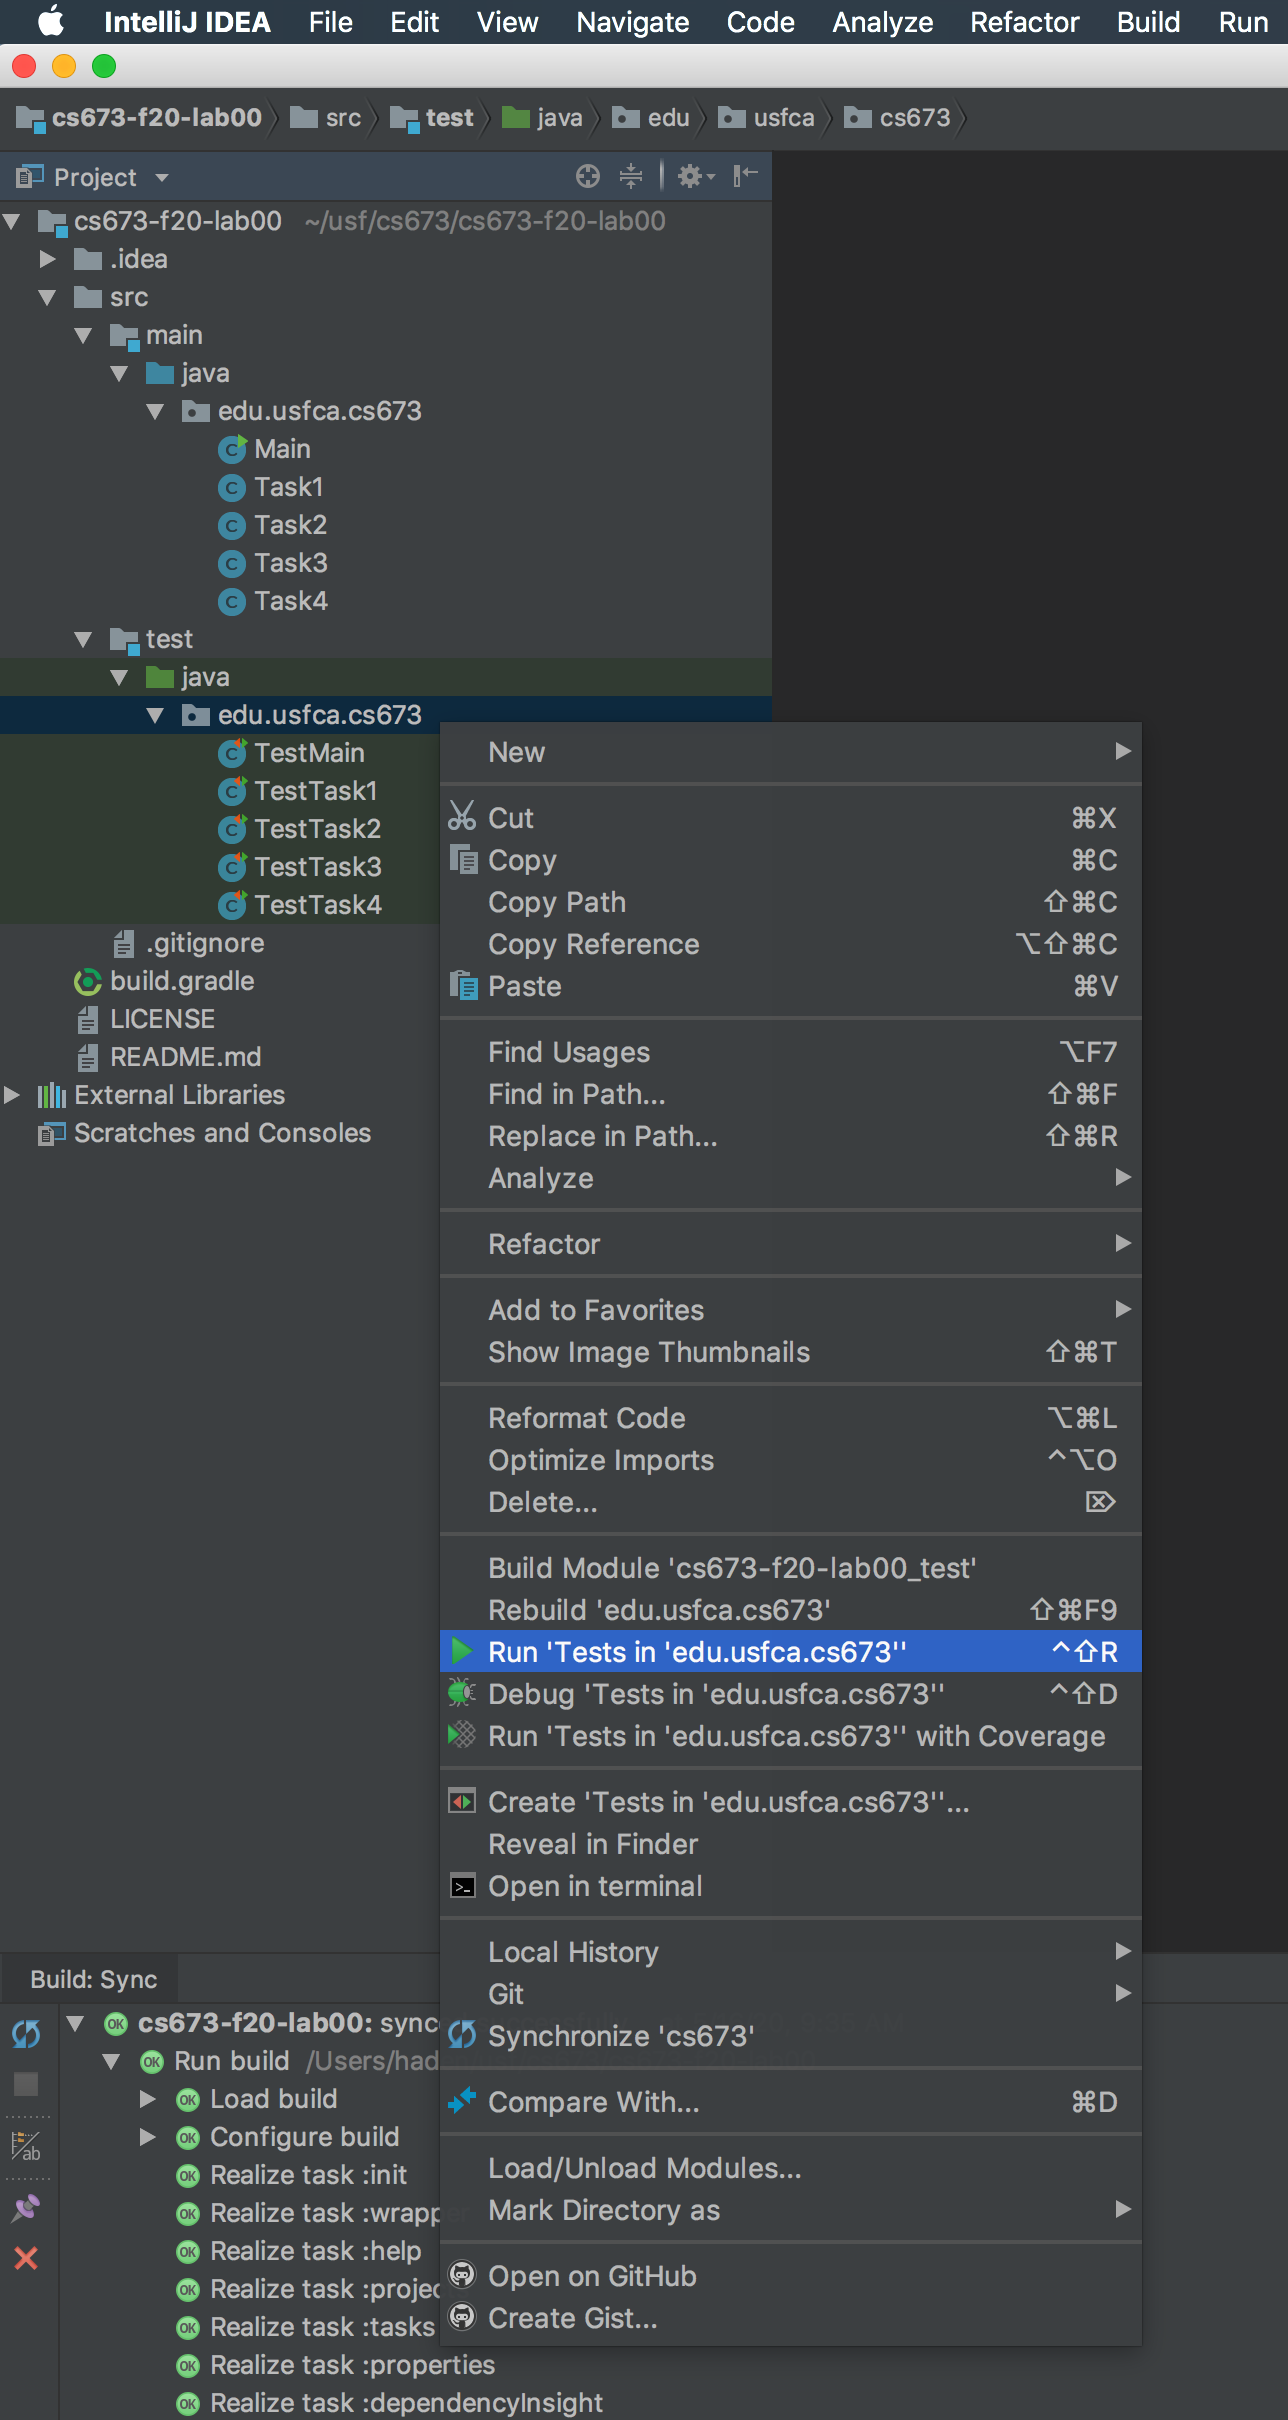 IntelliJ IDEA File Edit View Navigate Code Analyze Refactor Build Run
cs673-f20-lab00 src test java edu usfca cs673
Project
cs673-f20-lab00 ~/usf/cs673/cs673-f20-lab00
.idea
src
main
java
edu.usfca.cs673
Main
Task1
Task2
Task3
Task4
test
java
edu.usfca.cs673
TestMain
TestTask1
TestTask2
TestTask3
TestTask4
.gitignore
build.gradle
LICENSE
README.md
External Libraries
Scratches and Consoles
New
Cut ⌘X
Copy ⌘C
Copy Path ⇧⌘C
Copy Reference ⌥⇧⌘C
Paste ⌘V
Find Usages ⌥F7
Find in Path... ⇧⌘F
Replace in Path... ⇧⌘R
Analyze
Refactor
Add to Favorites
Show Image Thumbnails ⇧⌘T
Reformat Code ⌥⌘L
Optimize Imports ^⌥O
Delete... ⌦
Build Module 'cs673-f20-lab00_test'
Rebuild 'edu.usfca.cs673' ⇧⌘F9
Run 'Tests in 'edu.usfca.cs673'' ^⇧R
Debug 'Tests in 'edu.usfca.cs673'' ^⇧D
Run 'Tests in 'edu.usfca.cs673'' with Coverage
Create 'Tests in 'edu.usfca.cs673''...
Reveal in Finder
Open in terminal
Local History
Git
Synchronize 'cs673'
Compare With... ⌘D
Load/Unload Modules...
Mark Directory as
Open on GitHub
Create Gist...
Build: Sync
cs673-f20-lab00: sync
Run build /Users/had
Load build
Configure build
Realize task :init
Realize task :wrapper
Realize task :help
Realize task :projec
Realize task :tasks
Realize task :properties
Realize task :dependencyInsight